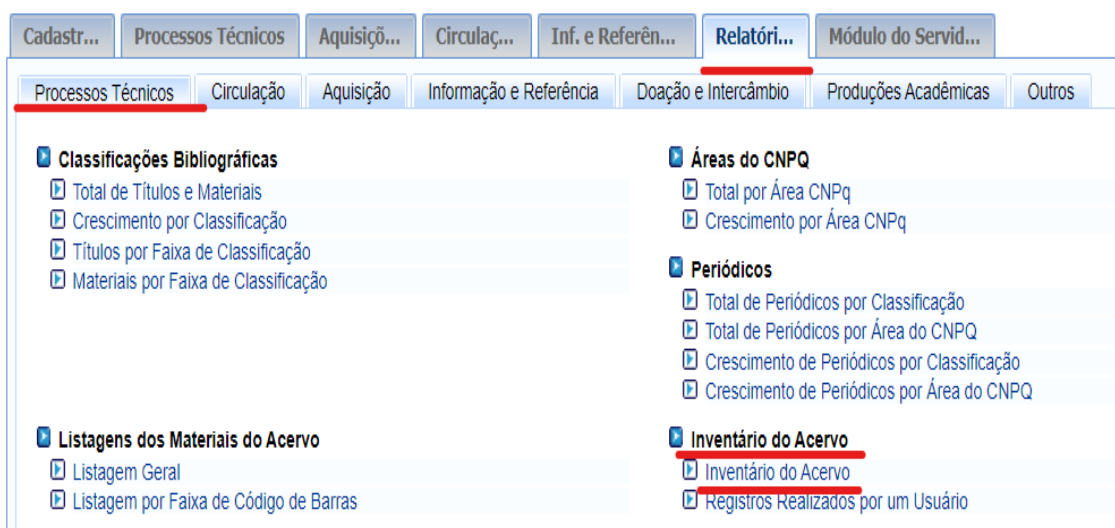 Cadastr... Processos Técnicos Aquisiçõ... Circulaç... Inf. e Referên... Relatóri... Módulo do Servid...
Processos Técnicos Circulação Aquisição Informação e Referência Doação e Intercâmbio Produções Acadêmicas Outros
Classificações Bibliográficas
Total de Títulos e Materiais
Crescimento por Classificação
Títulos por Faixa de Classificação
Materiais por Faixa de Classificação
Áreas do CNPQ
Total por Área CNPq
Crescimento por Área CNPq
Periódicos
Total de Periódicos por Classificação
Total de Periódicos por Área do CNPQ
Crescimento de Periódicos por Classificação
Crescimento de Periódicos por Área do CNPQ
Listagens dos Materiais do Acervo
Listagem Geral
Listagem por Faixa de Código de Barras
Inventário do Acervo
Inventário do Acervo
Registros Realizados por um Usuário